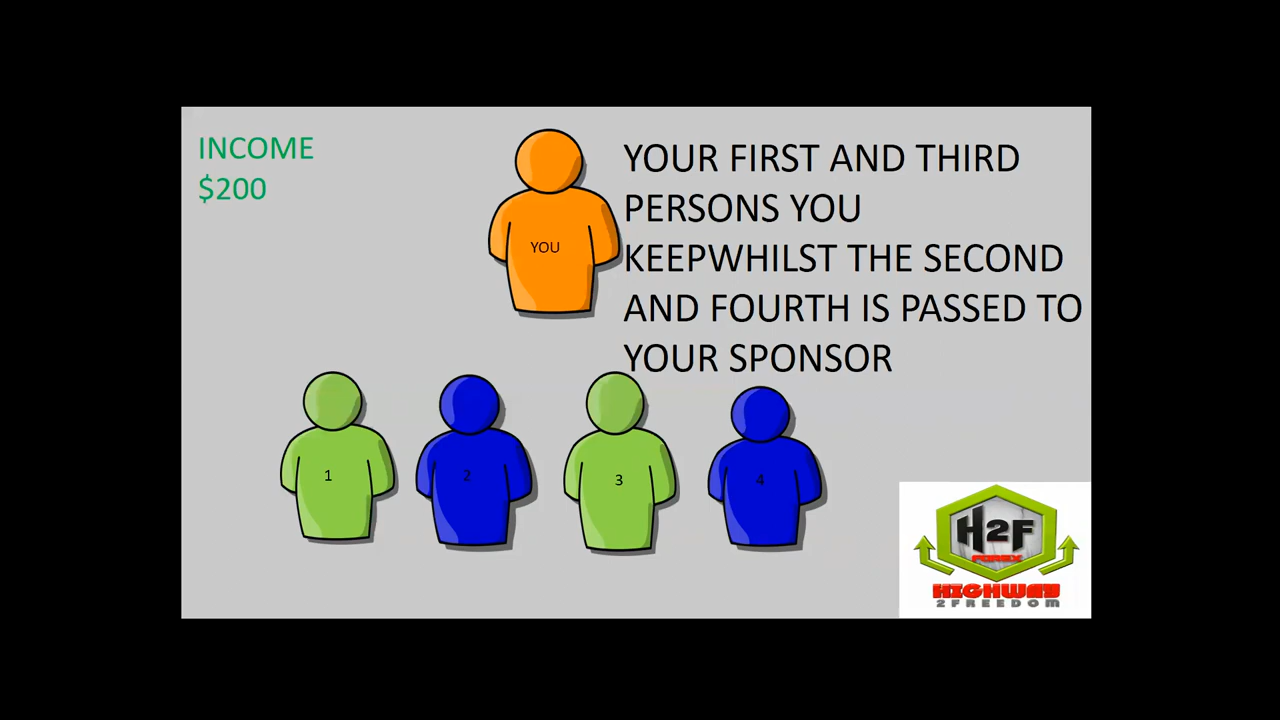 INCOME
$200
YOUR FIRST AND THIRD
PERSONS YOU
KEEPWHILST THE SECOND
AND FOURTH IS PASSED TO
YOUR SPONSOR
YOU
1
2
3
4
H2F
FOREX
HIGHWAY
2FREEDOM